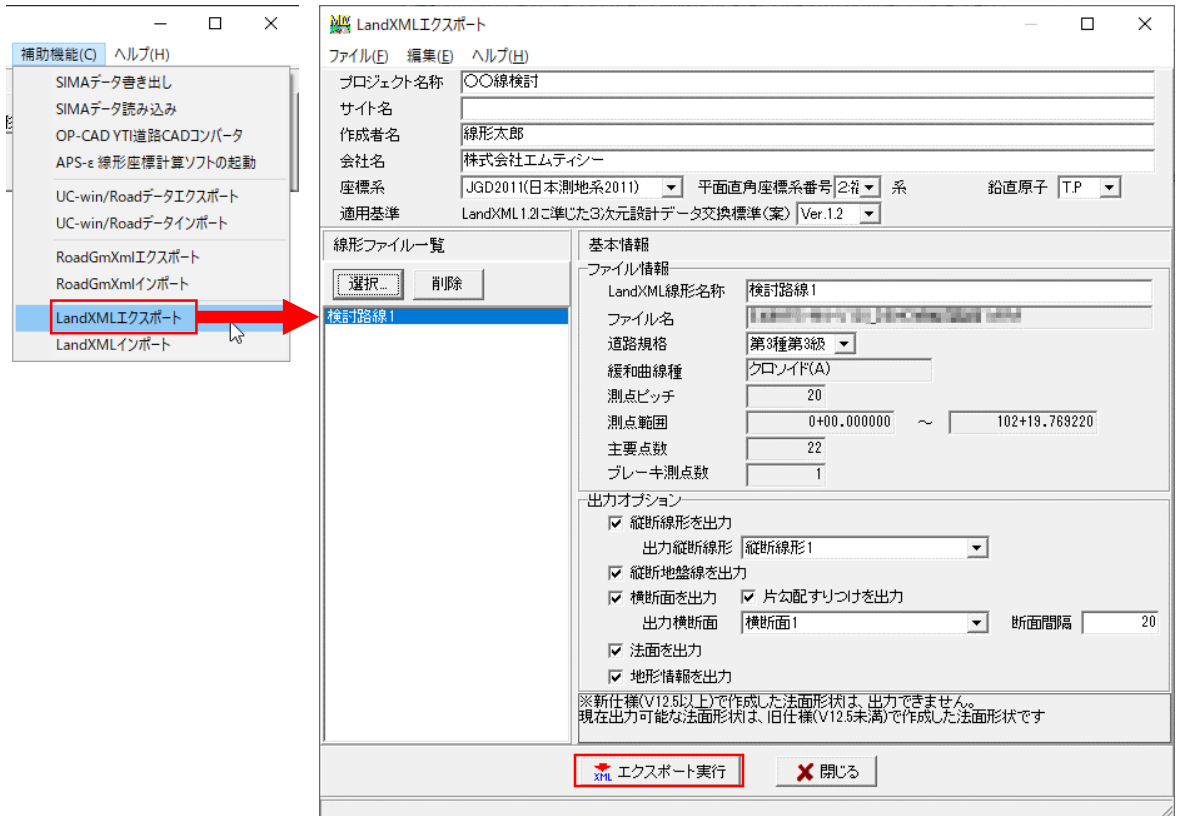 補助機能(C) ヘルプ(H)
SIMAデータ書き出し
SIMAデータ読み込み
OP-CAD YTI道路CADコンバータ
APS-ε 線形座標計算ソフトの起動
UC-win/Roadデータエクスポート
UC-win/Roadデータインポート
RoadGmXmlエクスポート
RoadGmXmlインポート
LandXMLエクスポート
LandXMLインポート
LandXMLエクスポート
ファイル(F) 編集(E) ヘルプ(H)
プロジェクト名称 〇〇線検討
サイト名
作成者名 線形太郎
会社名 株式会社エムティシー
座標系 JGD2011(日本測地系2011) 平面直角座標系番号 系 鉛直原子 T.P
適用基準 LandXML1.2に準じた3次元設計データ交換標準(案) Ver.1.2
線形ファイル一覧
選択... 削除
検討路線1
基本情報
ファイル情報
LandXML線形名称 検討路線1
ファイル名
道路規格 第3種第3級
緩和曲線種 クロソイド(A)
測点ピッチ 20
測点範囲 0+00.000000 ～ 102+19.769220
主要点数 22
ブレーキ測点数 1
出力オプション
縦断線形を出力
出力縦断線形 縦断線形1
縦断地盤線を出力
横断面を出力 片勾配すりつけを出力
出力横断面 横断面1 断面間隔 20
法面を出力
地形情報を出力
※新仕様(V12.5以上)で作成した法面形状は、出力できません。
現在出力可能な法面形状は、旧仕様(V12.5未満)で作成した法面形状です
XML エクスポート実行 閉じる